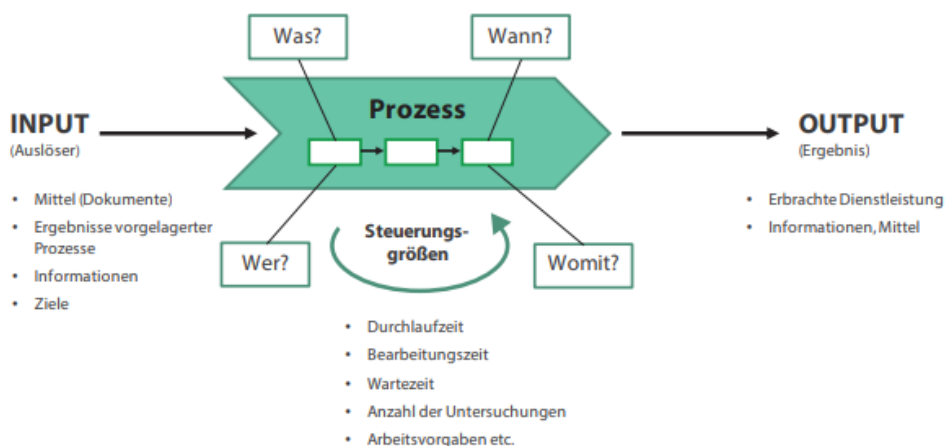 Was?
Wann?
Prozess
INPUT
(Auslöser)
OUTPUT
(Ergebnis)
• Mittel (Dokumente)
• Ergebnisse vorgelagerter
Prozesse
• Informationen
• Ziele
• Erbrachte Dienstleistung
• Informationen, Mittel
Wer?
Steuerungs-
größen
Womit?
• Durchlaufzeit
• Bearbeitungszeit
• Wartezeit
• Anzahl der Untersuchungen
• Arbeitsvorgaben etc.